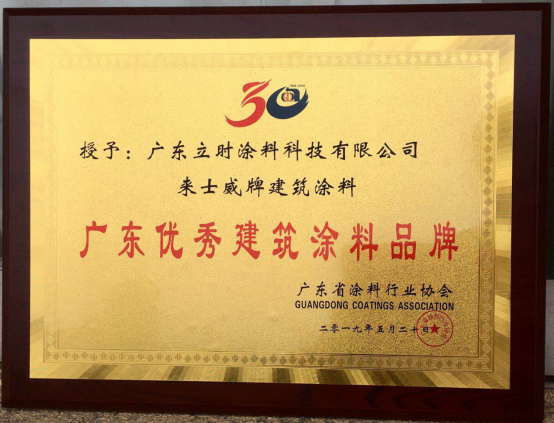 30
授予：广东立时涂料科技有限公司
来士威牌建筑涂料
广东优秀建筑涂料品牌
广东省涂料行业协会
GUANGDONG COATINGS ASSOCIATION
二零一九年五月二十日